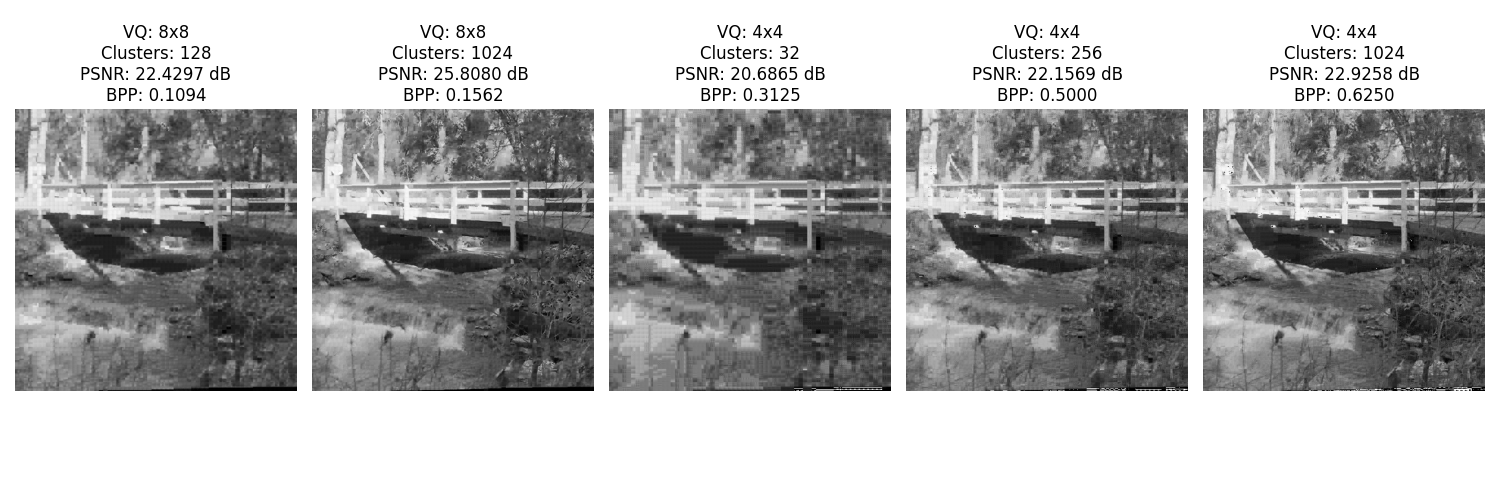 VQ: 8x8
Clusters: 128
PSNR: 22.4297 dB
BPP: 0.1094
VQ: 8x8
Clusters: 1024
PSNR: 25.8080 dB
BPP: 0.1562
VQ: 4x4
Clusters: 32
PSNR: 20.6865 dB
BPP: 0.3125
VQ: 4x4
Clusters: 256
PSNR: 22.1569 dB
BPP: 0.5000
VQ: 4x4
Clusters: 1024
PSNR: 22.9258 dB
BPP: 0.6250